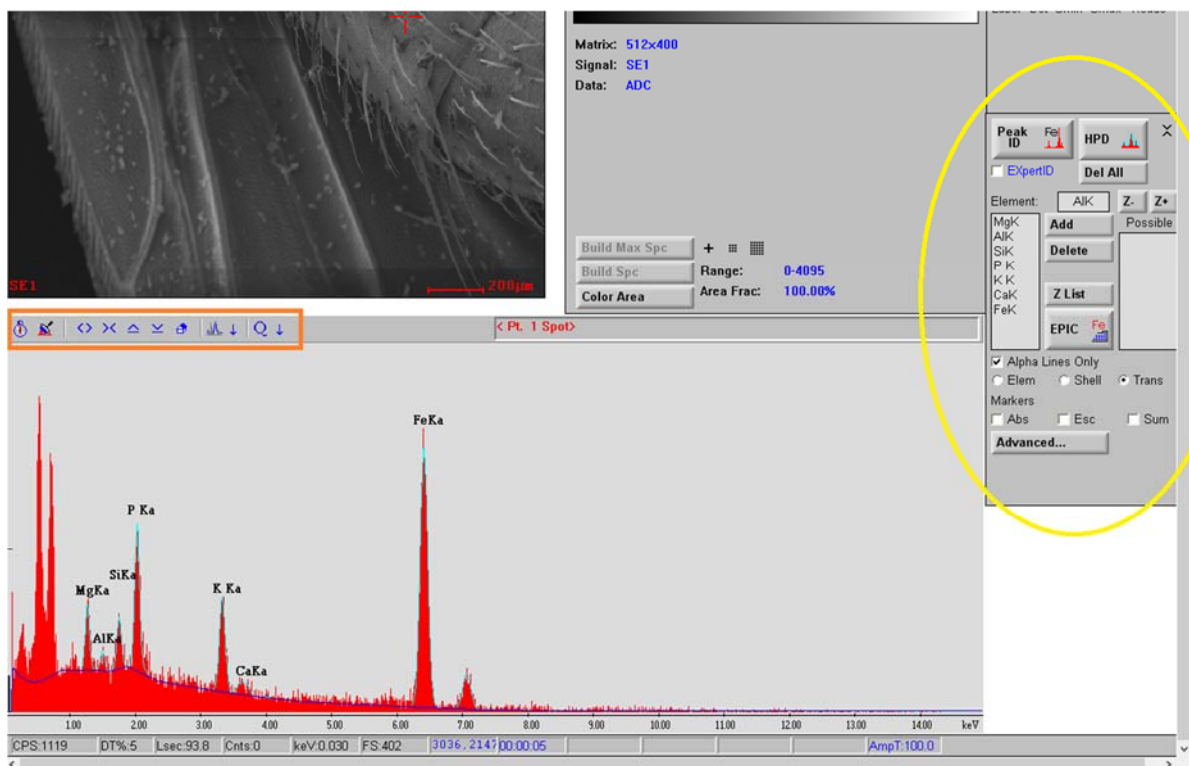 Matrix: 512x400
Signal: SE1
Data: ADC
Build Max Spc
Build Spc
Range: 0-4095
Color Area
Area Frac: 100.00%
SE1
200µm
Peak ID
Fe
HPD
EXpertID
Del All
Element: AlK Z- Z+
MgK
AlK
SiK
P K
K K
CaK
FeK
Add
Possible
Delete
Z List
EPIC
Fe
Alpha Lines Only
Elem Shell Trans
Markers
Abs Esc Sum
Advanced...
< Pt. 1 Spot>
FeKa
P Ka
SiKa
MgKa
K Ka
AlKa
CaKa
1.00 2.00 3.00 4.00 5.00 6.00 7.00 8.00 9.00 10.00 11.00 12.00 13.00 14.00 keV
CPS:1119 DT%:5 Lsec:93.8 Cnts:0 keV:0.030 FS:402 3036, 2147 00:00:05 AmpT:100.0